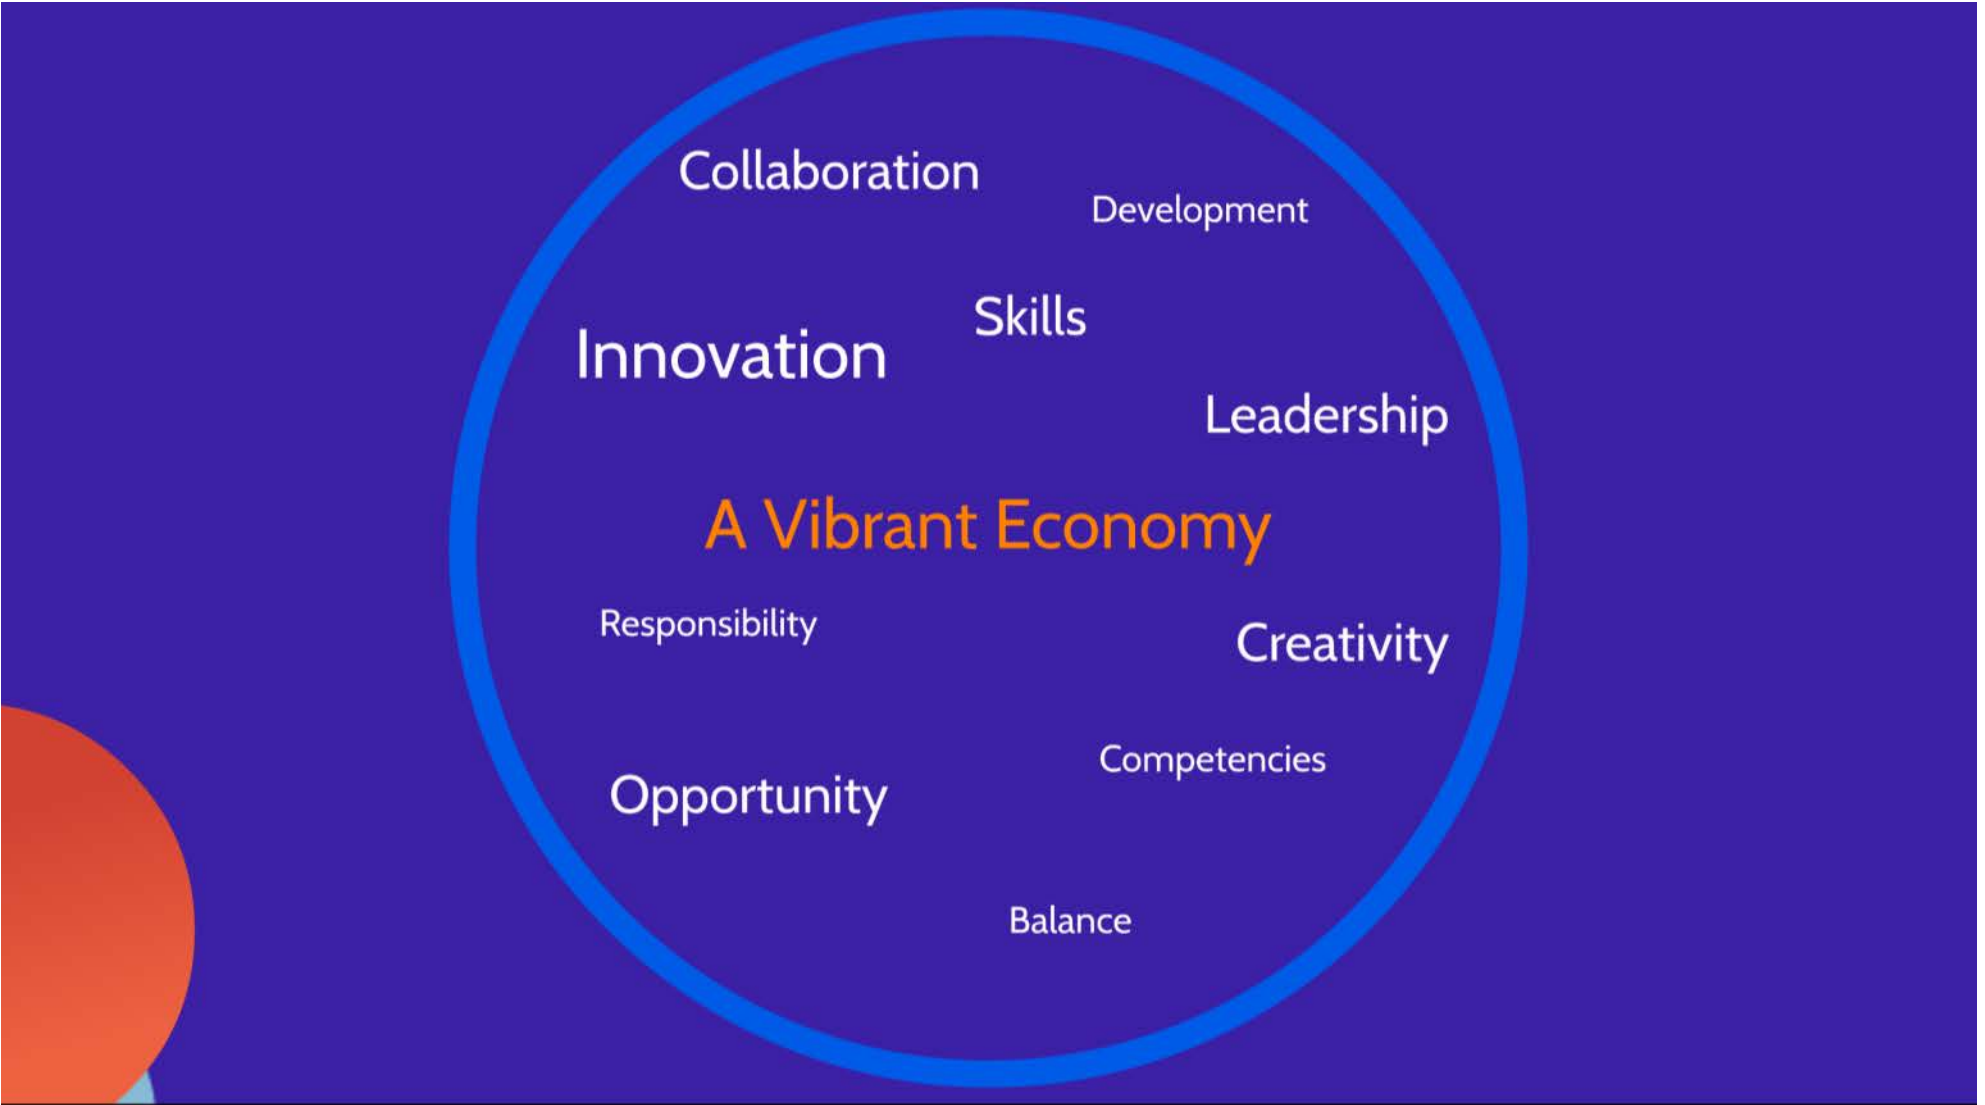 Collaboration
Development
Skills
Innovation
Leadership
A Vibrant Economy
Responsibility
Creativity
Competencies
Opportunity
Balance